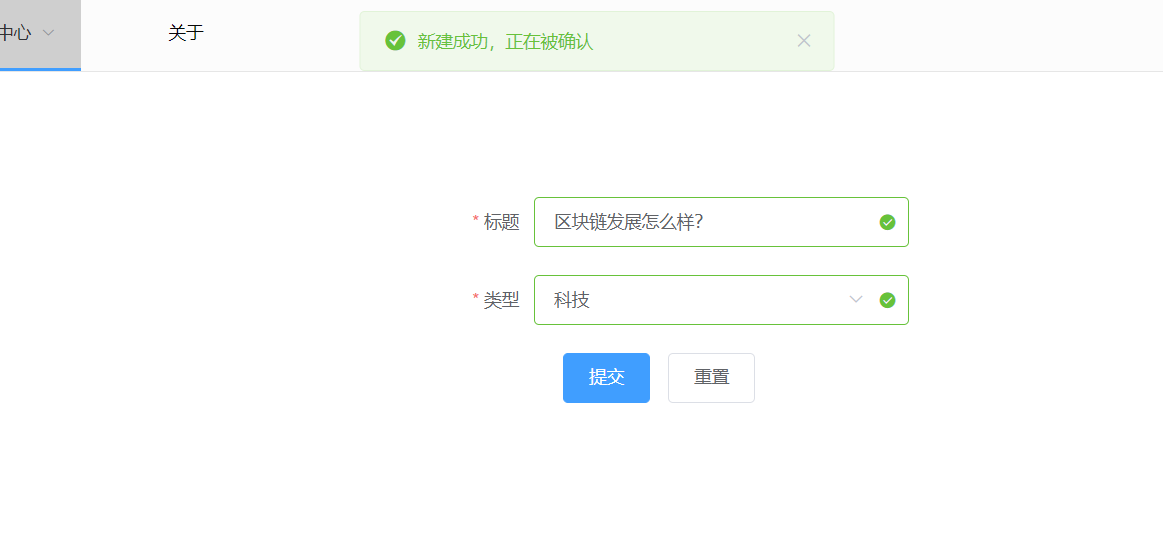 中心
关于
新建成功，正在被确认
* 标题
区块链发展怎么样?
* 类型
科技
提交
重置